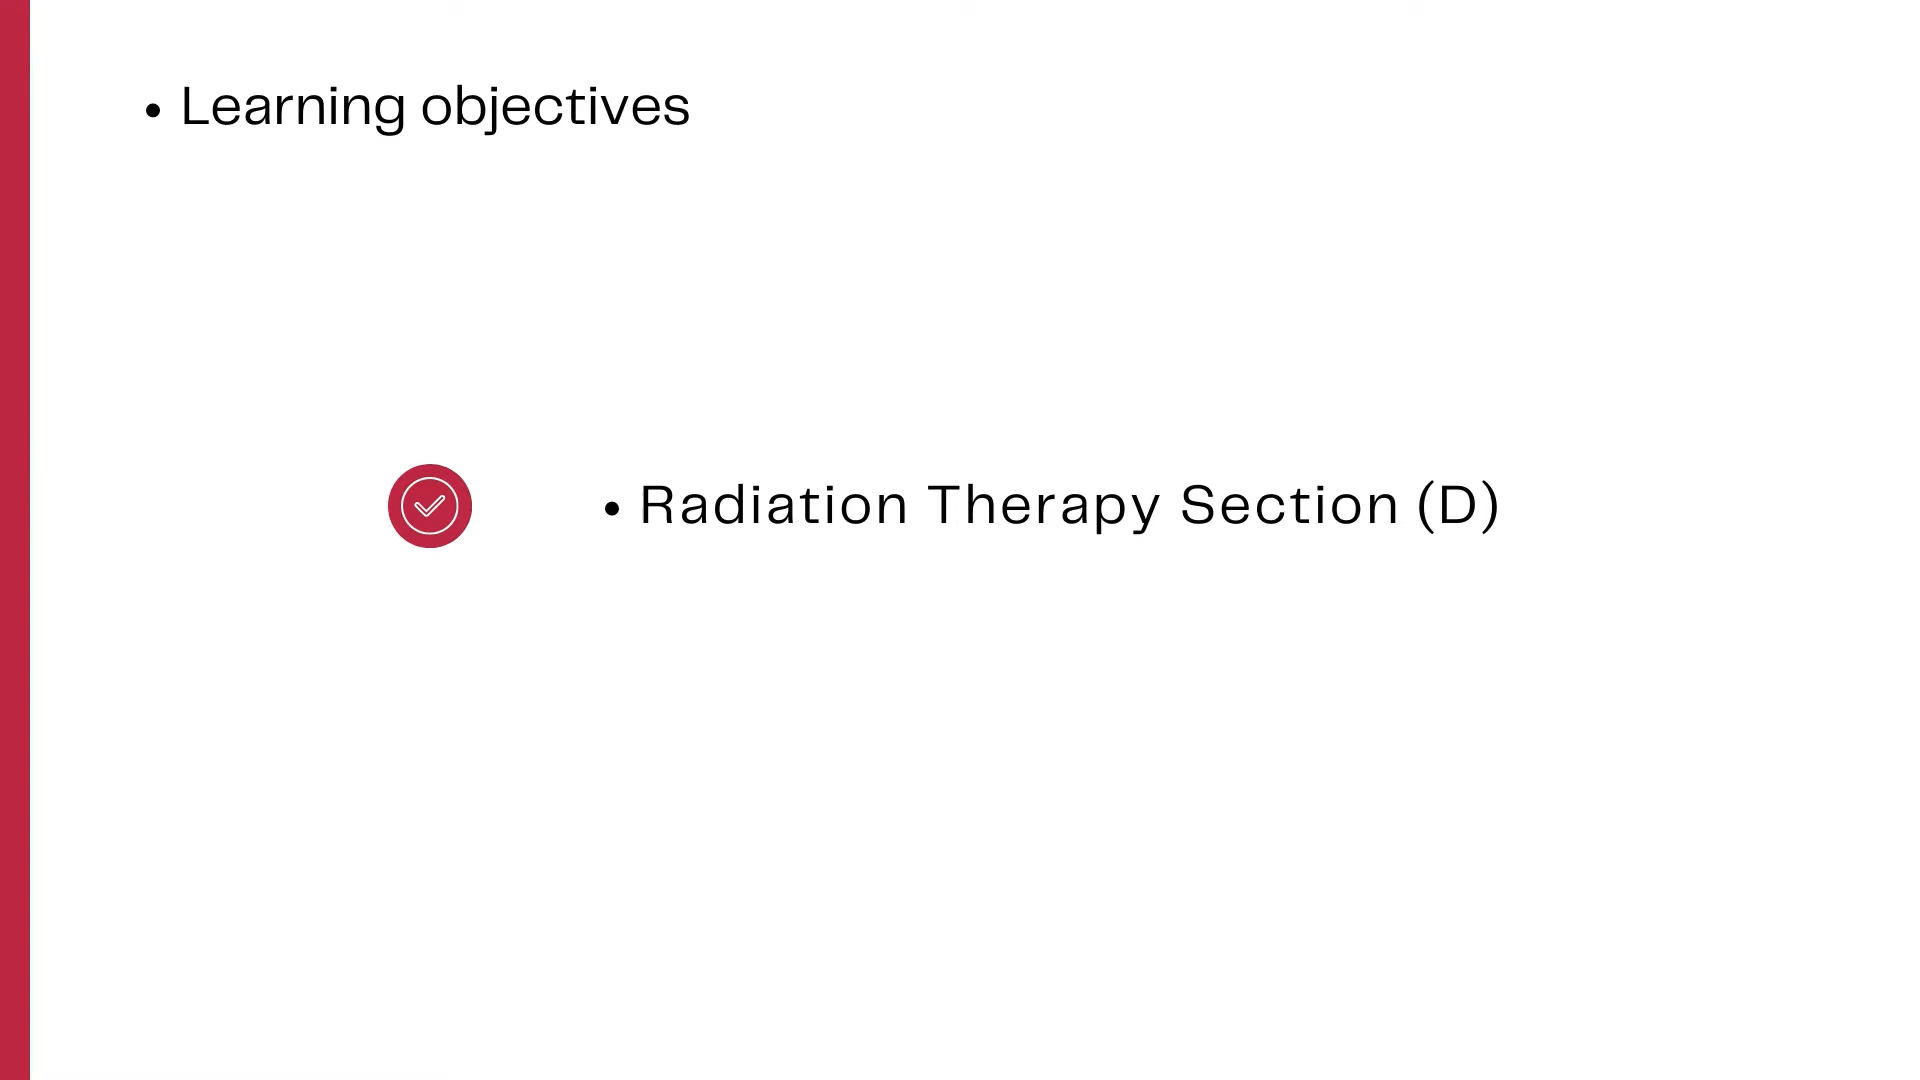 • Learning objectives
• Radiation Therapy Section (D)